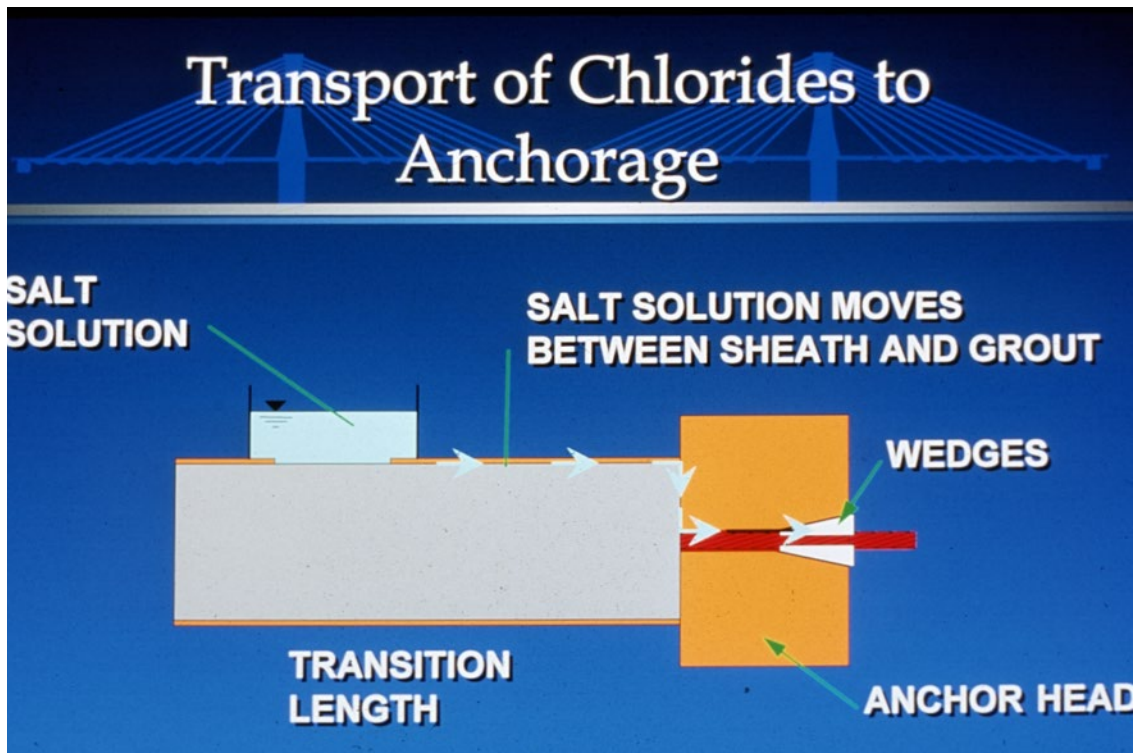 Transport of Chlorides to
Anchorage
SALT
SOLUTION
SALT SOLUTION MOVES
BETWEEN SHEATH AND GROUT
WEDGES
TRANSITION
LENGTH
ANCHOR HEAD